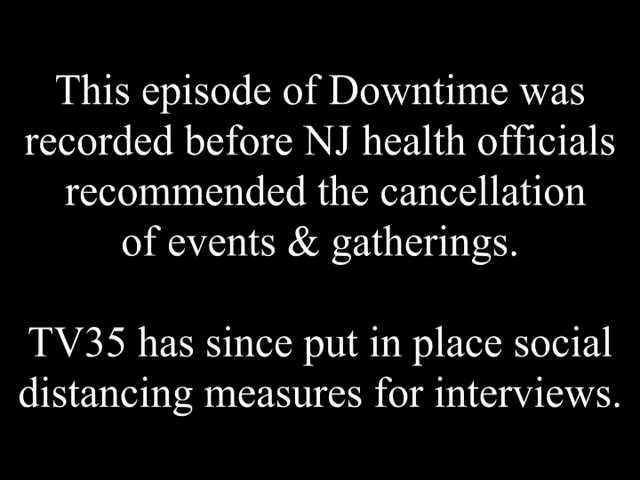 This episode of Downtime was
recorded before NJ health officials
recommended the cancellation
of events & gatherings.
TV35 has since put in place social
distancing measures for interviews.